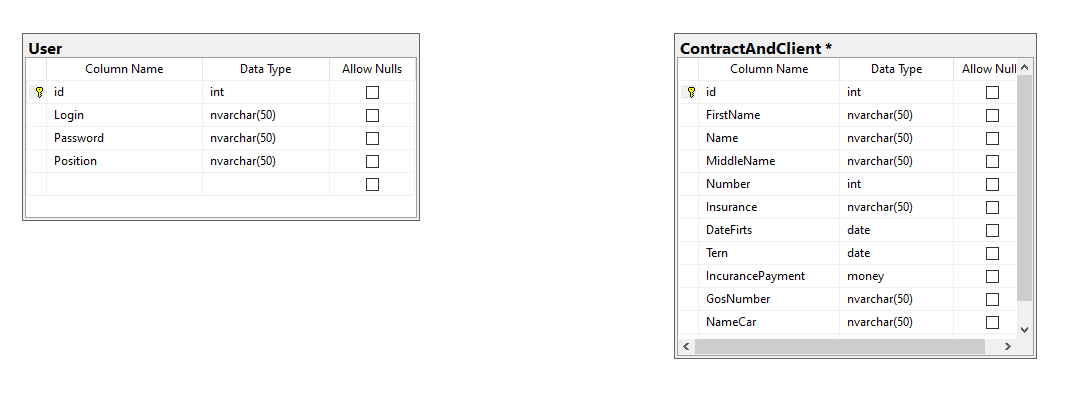 User
Column Name Data Type Allow Nulls
id int
Login nvarchar(50)
Password nvarchar(50)
Position nvarchar(50)
ContractAndClient *
Column Name Data Type Allow Null
id int
FirstName nvarchar(50)
Name nvarchar(50)
MiddleName nvarchar(50)
Number int
Insurance nvarchar(50)
DateFirts date
Tern date
IncurancePayment money
GosNumber nvarchar(50)
NameCar nvarchar(50)